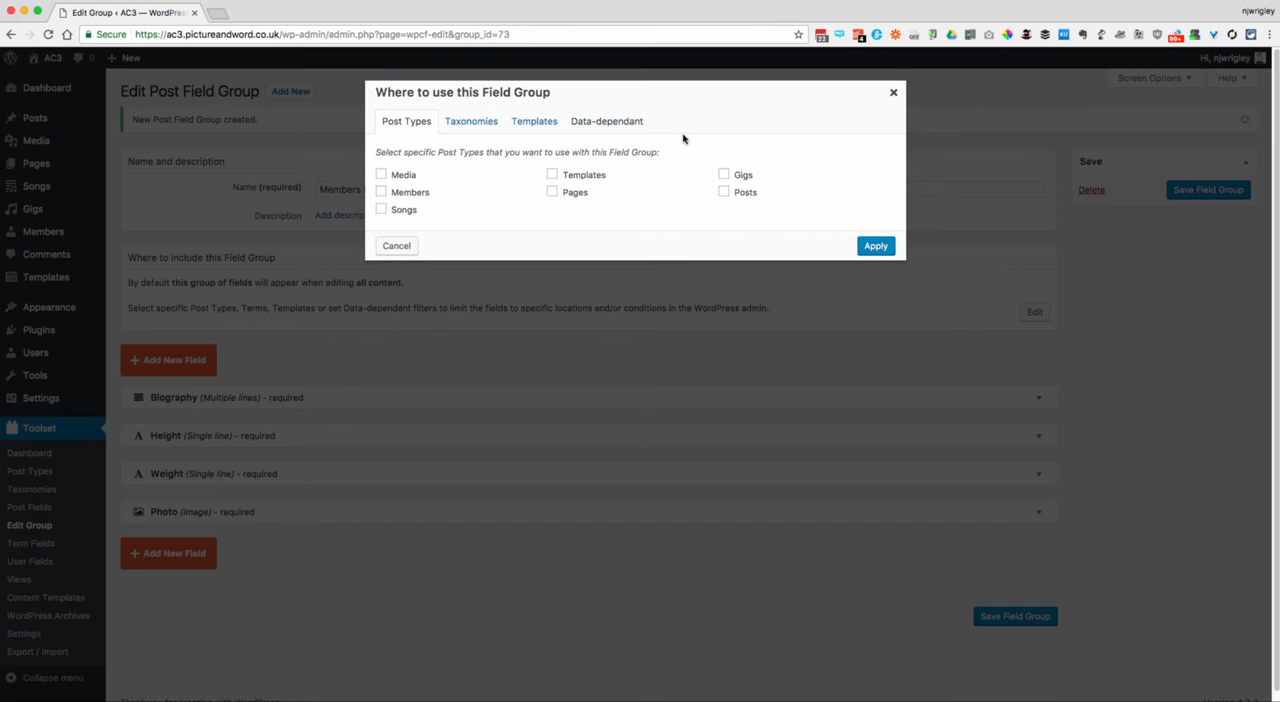 njwrigley
Edit Group ‹ AC3 — WordPress
Secure https://ac3.pictureandword.co.uk/wp-admin/admin.php?page=wpcf-edit&group_id=73
22
4
99+
AC3 0 + New Hi, njwrigley
Screen Options Help
Dashboard
Posts
Media
Pages
Songs
Gigs
Members
Comments
Templates
Appearance
Plugins
Users
Tools
Settings
Toolset
Dashboard
Post Types
Taxonomies
Post Fields
Edit Group
Term Fields
User Fields
Views
Content Templates
WordPress Archives
Settings
Export / Import
Collapse menu
Edit Post Field Group Add New
New Post Field Group created.
Name and description
Name (required) Members
Description Add descrip
Where to use this Field Group
Post Types Taxonomies Templates Data-dependant
Select specific Post Types that you want to use with this Field Group:
Media Templates Gigs
Members Pages Posts
Songs
Cancel Apply
Save
Delete Save Field Group
Where to include this Field Group
By default this group of fields will appear when editing all content.
Select specific Post Types, Terms, Templates or set Data-dependent filters to limit the fields to specific locations and/or conditions in the WordPress admin.
Edit
+ Add New Field
Biography (Multiple lines) - required
A Height (Single line) - required
A Weight (Single line) - required
Photo (Image) - required
+ Add New Field
Save Field Group